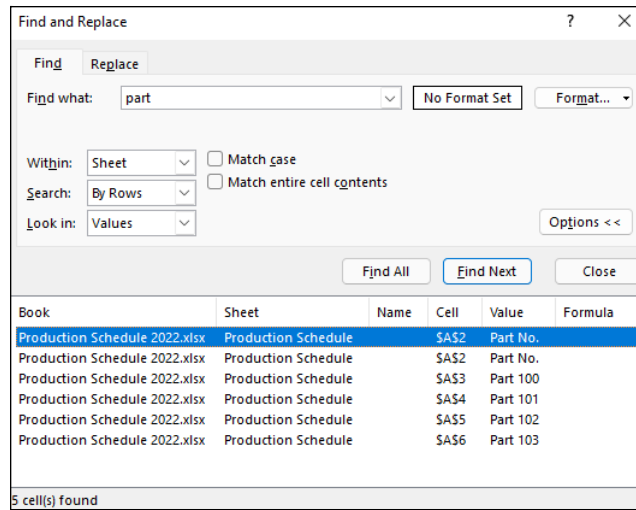 Find and Replace ? ×
Find Replace
Find what: part No Format Set Format...
Within: Sheet Match case
Search: By Rows Match entire cell contents
Look in: Values Options <<
Find All Find Next Close
Book Sheet Name Cell Value Formula
Production Schedule 2022.xlsx Production Schedule $A$2 Part No.
Production Schedule 2022.xlsx Production Schedule $A$2 Part No.
Production Schedule 2022.xlsx Production Schedule $A$3 Part 100
Production Schedule 2022.xlsx Production Schedule $A$4 Part 101
Production Schedule 2022.xlsx Production Schedule $A$5 Part 102
Production Schedule 2022.xlsx Production Schedule $A$6 Part 103
5 cell(s) found